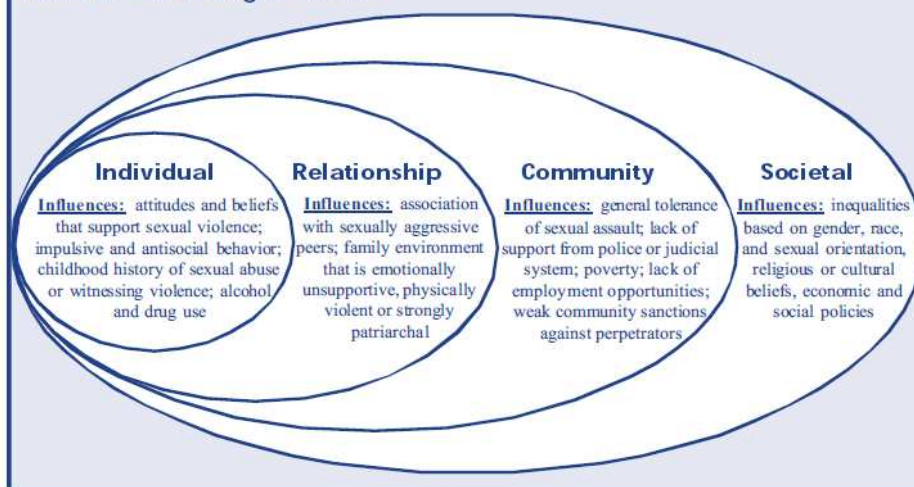 Individual
Influences: attitudes and beliefs
that support sexual violence;
impulsive and antisocial behavior;
childhood history of sexual abuse
or witnessing violence; alcohol
and drug use
Relationship
Influences: association
with sexually aggressive
peers; family environment
that is emotionally
unsupportive, physically
violent or strongly
patriarchal
Community
Influences: general tolerance
of sexual assault; lack of
support from police or judicial
system; poverty; lack of
employment opportunities;
weak community sanctions
against perpetrators
Societal
Influences: inequalities
based on gender, race,
and sexual orientation,
religious or cultural
beliefs, economic and
social policies